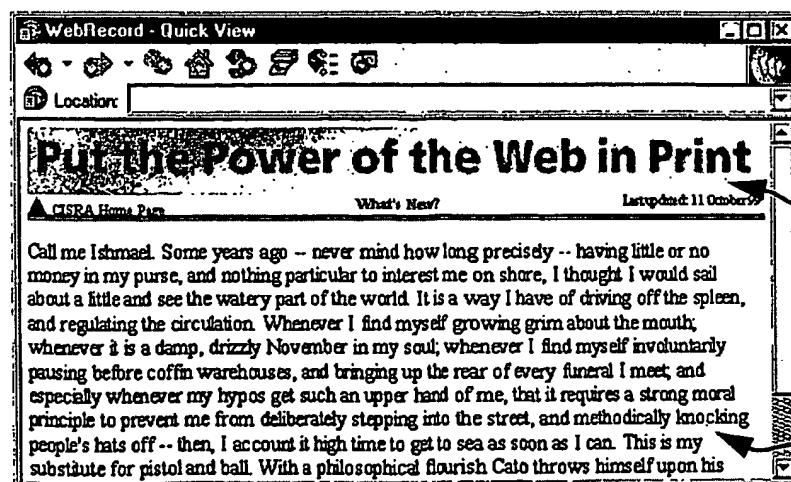 WebRecord - Quick View
Location:
Put the Power of the Web in Print
CISRA Home Page What's New? Last updated: 11 October 99
Call me Ishmael. Some years ago -- never mind how long precisely -- having little or no
money in my purse, and nothing particular to interest me on shore, I thought I would sail
about a little and see the watery part of the world. It is a way I have of driving off the spleen,
and regulating the circulation. Whenever I find myself growing grim about the mouth;
whenever it is a damp, drizzly November in my soul; whenever I find myself involuntarily
pausing before coffin warehouses, and bringing up the rear of every funeral I meet; and
especially whenever my hypos get such an upper hand of me, that it requires a strong moral
principle to prevent me from deliberately stepping into the street, and methodically knocking
people's hats off -- then, I account it high time to get to sea as soon as I can. This is my
substitute for pistol and ball. With a philosophical flourish Cato throws himself upon his